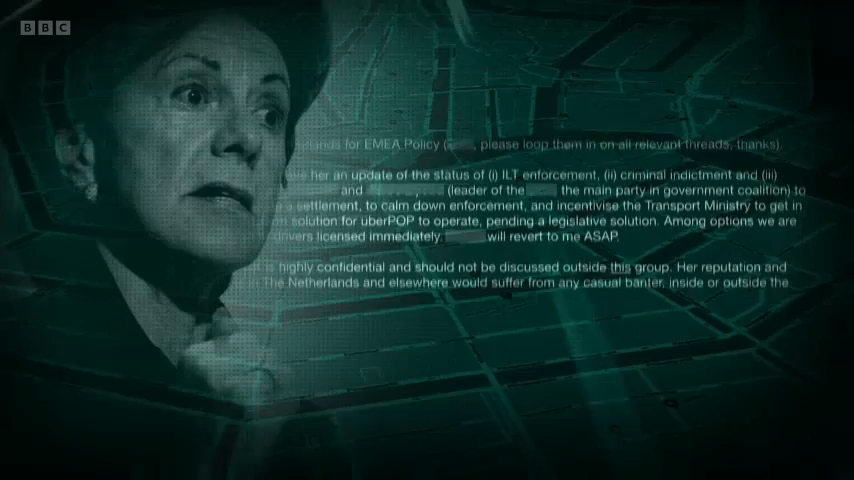 BBC
for EMEA Policy ( , please loop them in on all relevant threads, thanks).
her an update of the status of (i) ILT enforcement, (ii) criminal indictment and (iii)
and (leader of the the main party in government coalition) to
settlement, to calm down enforcement, and incentivise the Transport Ministry to get in
solution for uberPOP to operate, pending a legislative solution. Among options we are
drivers licensed immediately. will revert to me ASAP.
is highly confidential and should not be discussed outside this group. Her reputation and
The Netherlands and elsewhere would suffer from any casual banter, inside or outside the